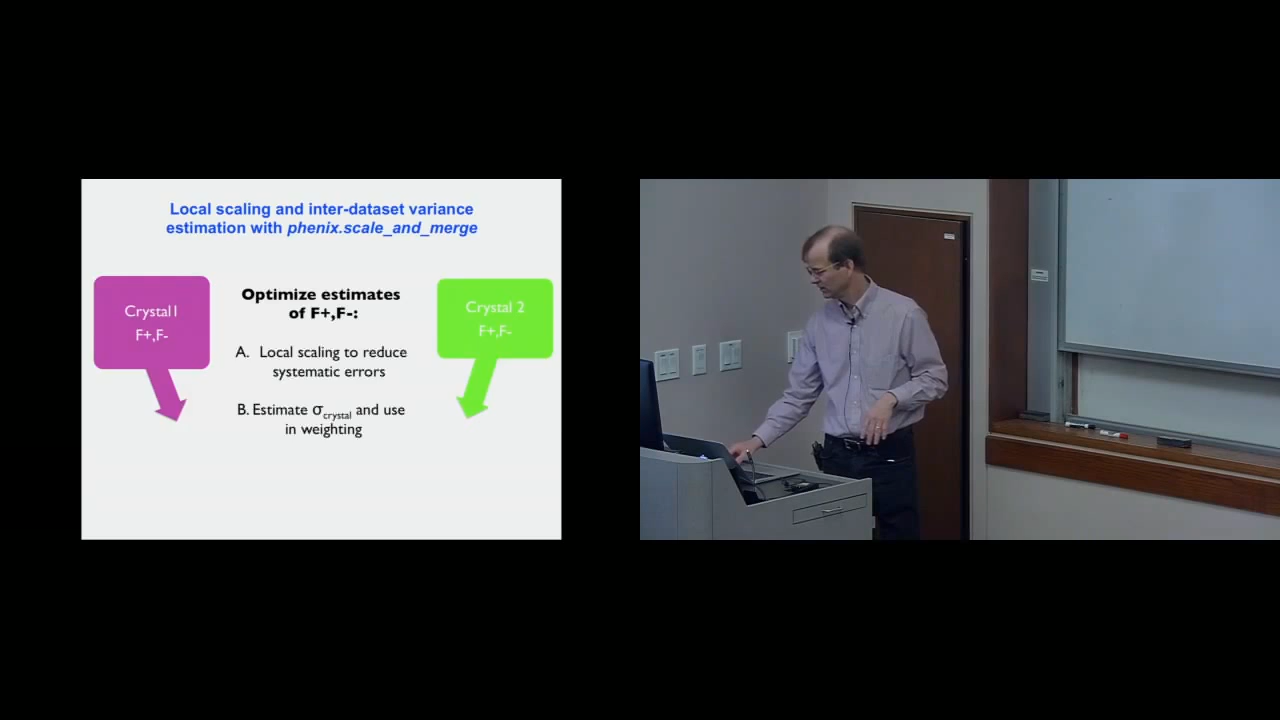 Local scaling and inter-dataset variance
estimation with phenix.scale_and_merge
Crystal1
F+,F-
Optimize estimates
of F+,F-:
A. Local scaling to reduce
systematic errors
B. Estimate σcrystal and use
in weighting
Crystal 2
F+,F-